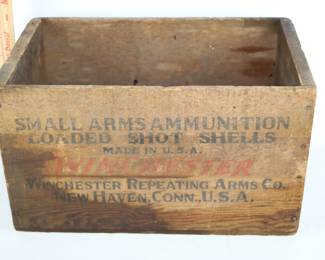 SMALL ARMS AMMUNITION
LOADED SHOT SHELLS
MADE IN U.S.A.
WINCHESTER
WINCHESTER REPEATING ARMS CO.
NEW HAVEN, CONN., U.S.A.